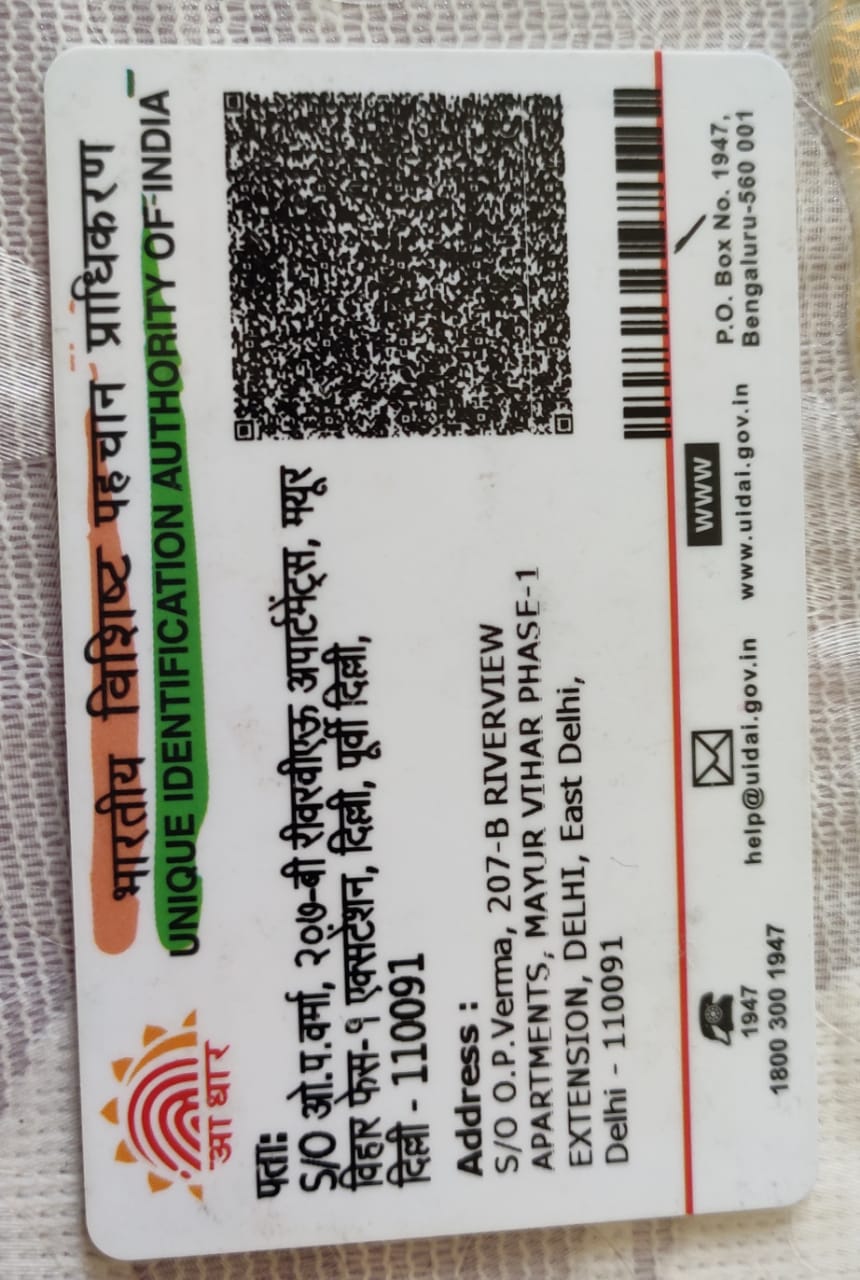 भारतीय विशिष्ट पहचान प्राधिकरण
UNIQUE IDENTIFICATION AUTHORITY OF INDIA
आधार
पताः
S/O ओ.प.वर्मा, २०७-बी रीवरवीएऊ अपार्टमेंट्स, मयूर
विहार फेस-१ एक्सटेंशन, दिल्ली, पूर्वी दिल्ली,
दिल्ली - 110091
Address :
S/O O.P.Verma, 207-B RIVERVIEW
APARTMENTS, MAYUR VIHAR PHASE-1
EXTENSION, DELHI, East Delhi,
Delhi - 110091
1947
1800 300 1947
help@uidai.gov.in
WWW
www.uidai.gov.in
P.O. Box No. 1947,
Bengaluru-560 001